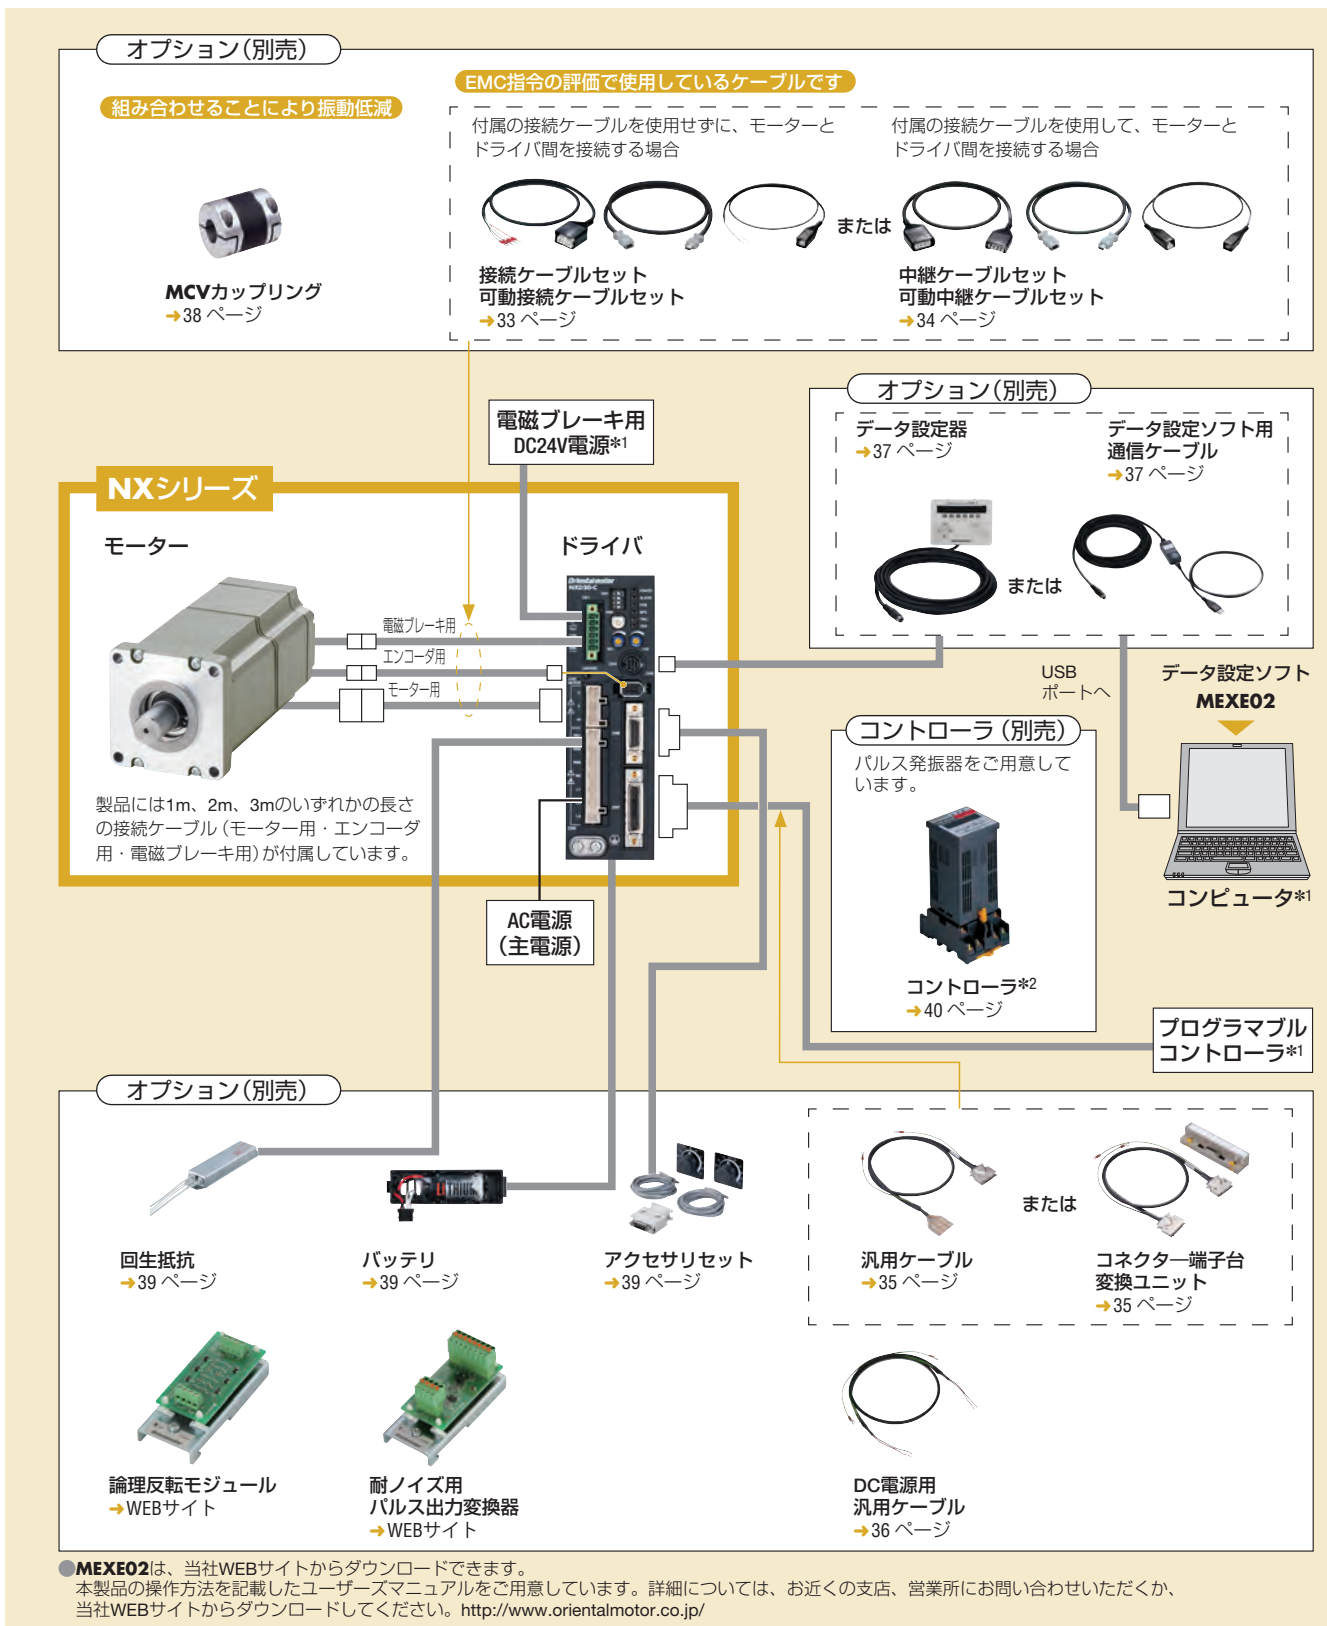 オプション（別売）
組み合わせることにより振動低減
EMC指令の評価で使用しているケーブルです
付属の接続ケーブルを使用せずに、モーターと
ドライバ間を接続する場合
付属の接続ケーブルを使用して、モーターと
ドライバ間を接続する場合
または
MCVカップリング
→38 ページ
接続ケーブルセット
可動接続ケーブルセット
→33 ページ
中継ケーブルセット
可動中継ケーブルセット
→34 ページ
電磁ブレーキ用
DC24V電源*1
オプション（別売）
データ設定器
→37 ページ
データ設定ソフト用
通信ケーブル
→37 ページ
または
NXシリーズ
モーター
ドライバ
Orientalmotor
電磁ブレーキ用
エンコーダ用
モーター用
製品には1m、2m、3mのいずれかの長さ
の接続ケーブル（モーター用・エンコーダ
用・電磁ブレーキ用）が付属しています。
USB
ポートへ
データ設定ソフト
MEXE02
コンピュータ*1
コントローラ（別売）
パルス発振器をご用意して
います。
コントローラ*2
→40 ページ
AC電源
（主電源）
プログラマブル
コントローラ*1
オプション（別売）
回生抵抗
→39 ページ
バッテリ
→39 ページ
アクセサリセット
→39 ページ
または
汎用ケーブル
→35 ページ
コネクタ―端子台
変換ユニット
→35 ページ
論理反転モジュール
→WEBサイト
耐ノイズ用
パルス出力変換器
→WEBサイト
DC電源用
汎用ケーブル
→36 ページ
●MEXE02は、当社WEBサイトからダウンロードできます。
本製品の操作方法を記載したユーザーズマニュアルをご用意しています。詳細については、お近くの支店、営業所にお問い合わせいただくか、
当社WEBサイトからダウンロードしてください。http://www.orientalmotor.co.jp/